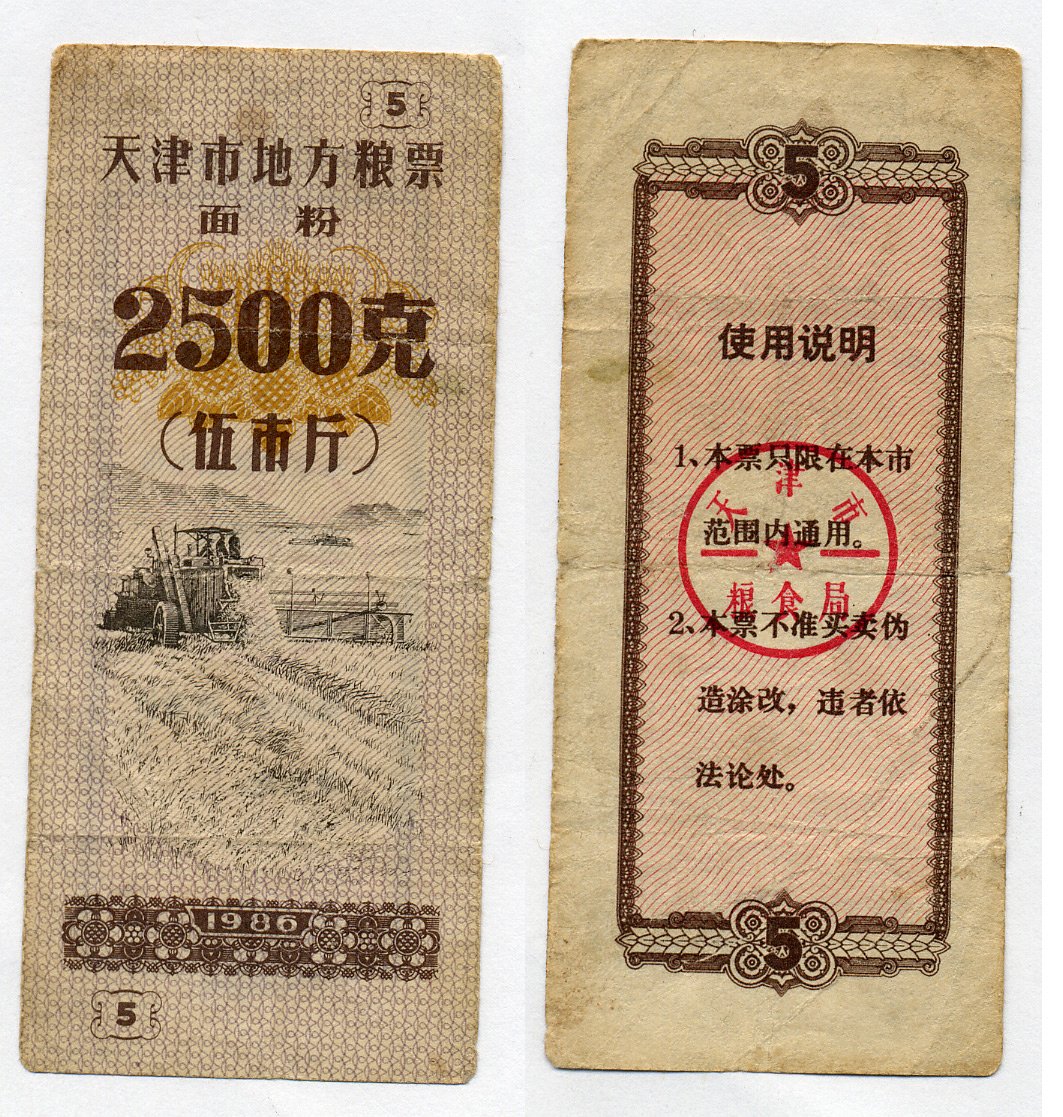 5
天津市地方粮票
面粉
2500克
(伍市斤)
1986
5
5
使用说明
1、本票只限在本市
范围内通用。
2、本票不准买卖伪
造涂改，违者依
法论处。
天津市
粮食局
5